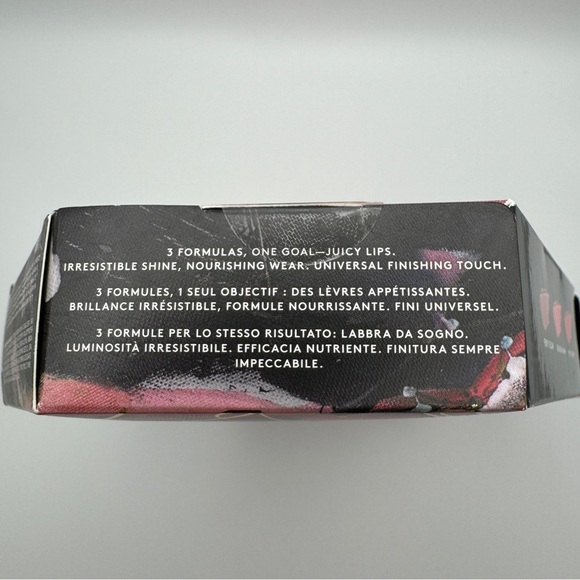 3 FORMULAS, ONE GOAL—JUICY LIPS.
IRRESISTIBLE SHINE, NOURISHING WEAR. UNIVERSAL FINISHING TOUCH.
3 FORMULES, 1 SEUL OBJECTIF : DES LÈVRES APPÉTISSANTES.
BRILLANCE IRRÉSISTIBLE, FORMULE NOURRISSANTE. FINI UNIVERSEL.
3 FORMULE PER LO STESSO RISULTATO: LABBRA DA SOGNO.
LUMINOSITÀ IRRESISTIBILE. EFFICACIA NUTRIENTE. FINITURA SEMPRE
IMPECCABILE.